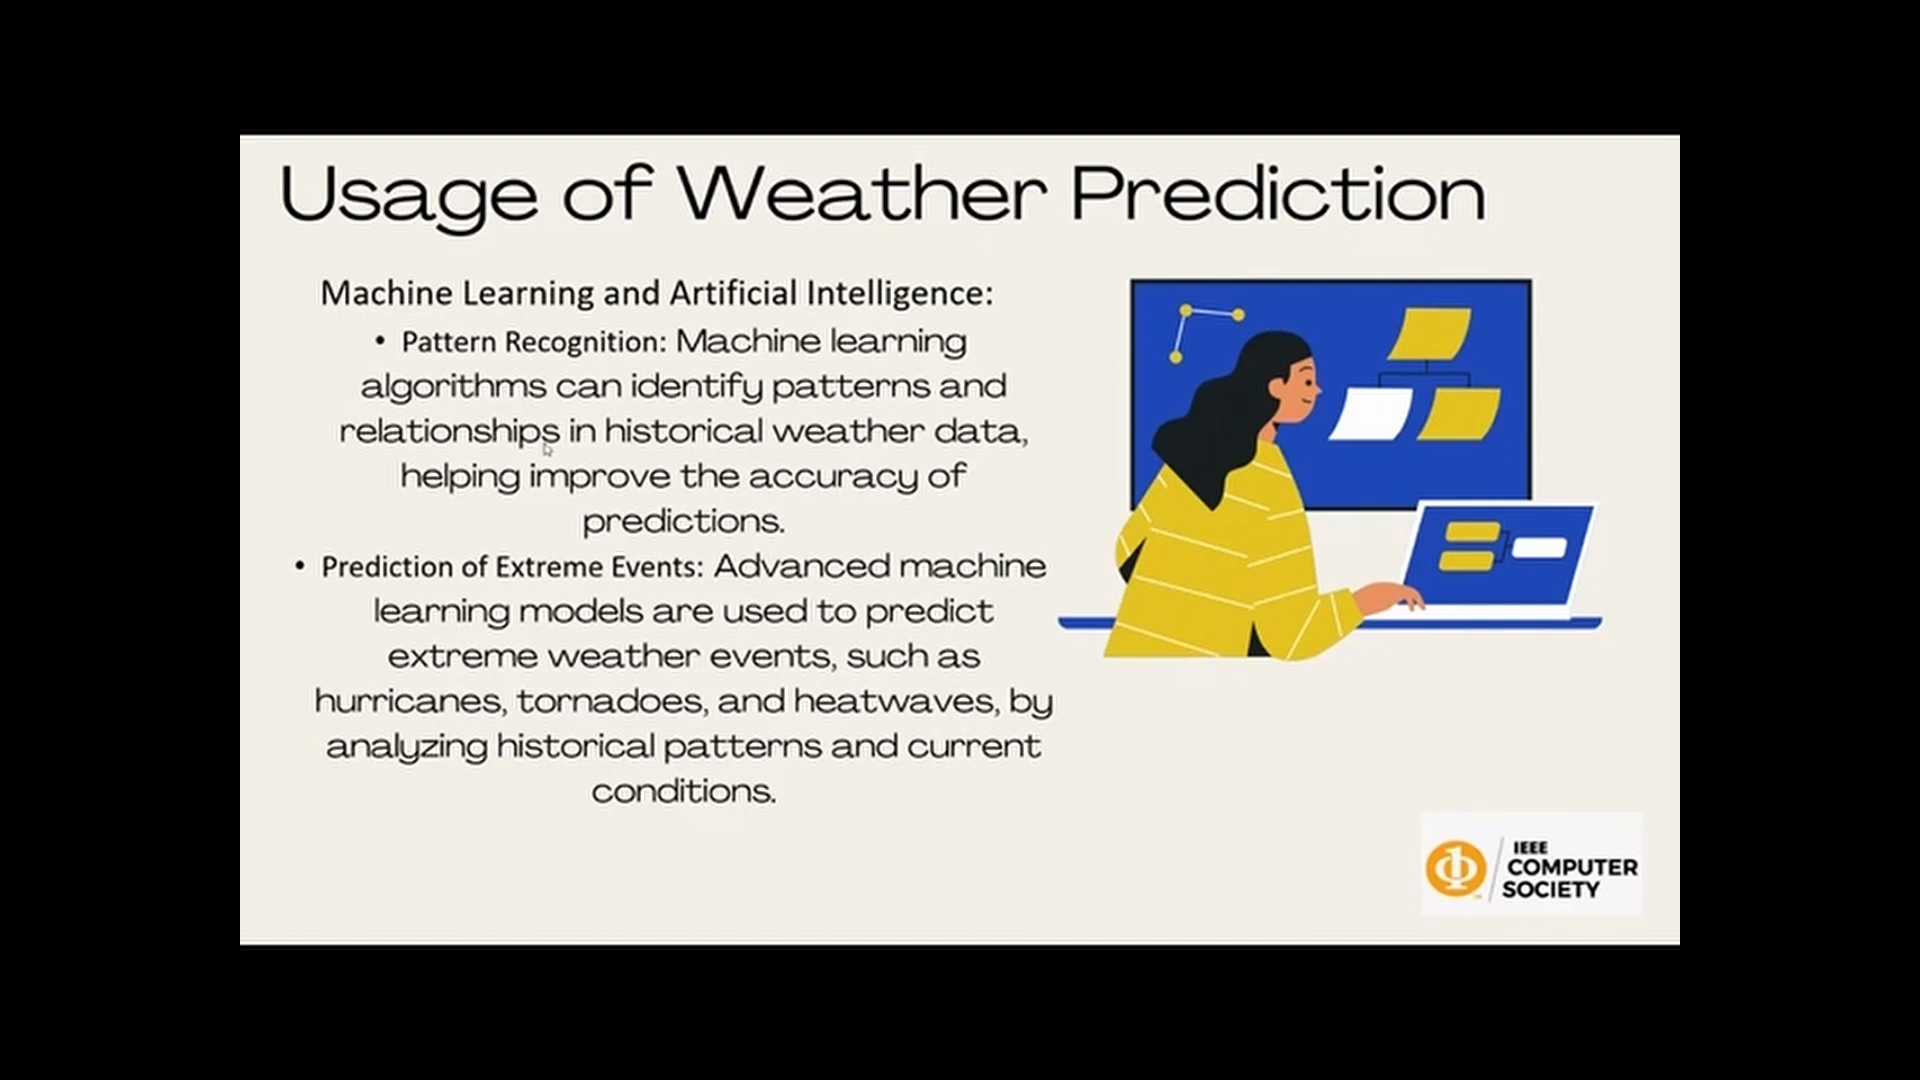 Usage of Weather Prediction
Machine Learning and Artificial Intelligence:
• Pattern Recognition: Machine learning
algorithms can identify patterns and
relationships in historical weather data,
helping improve the accuracy of
predictions.
• Prediction of Extreme Events: Advanced machine
learning models are used to predict
extreme weather events, such as
hurricanes, tornadoes, and heatwaves, by
analyzing historical patterns and current
conditions.
IEEE
COMPUTER
SOCIETY